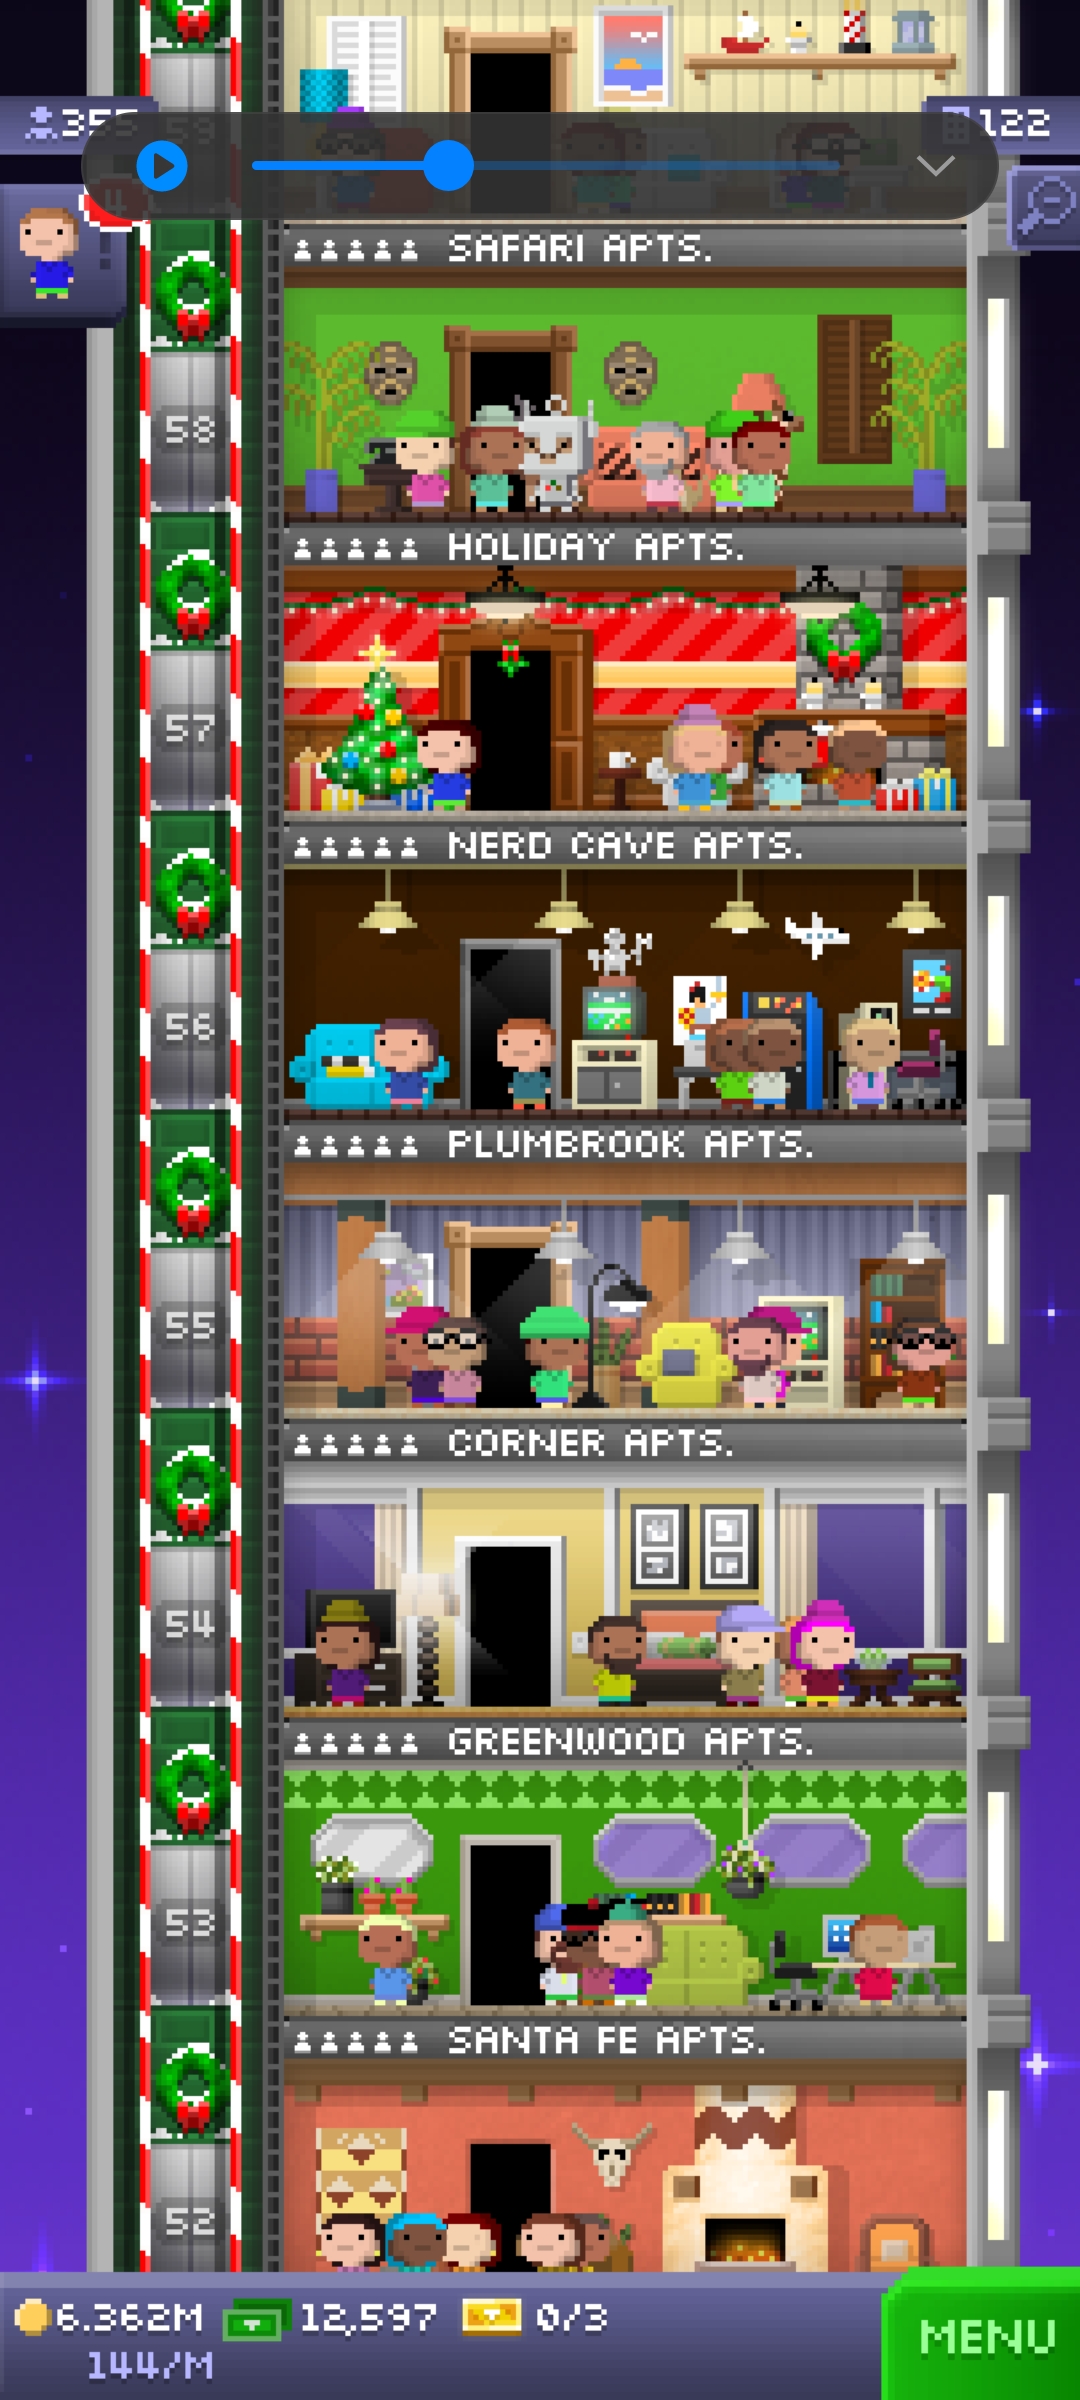 355
122
SAFARI APTS.
58
HOLIDAY APTS.
57
NERD CAVE APTS.
56
PLUMBROOK APTS.
55
CORNER APTS.
54
GREENWOOD APTS.
53
SANTA FE APTS.
52
6.362M 12,597 0/3
144/M
MENU